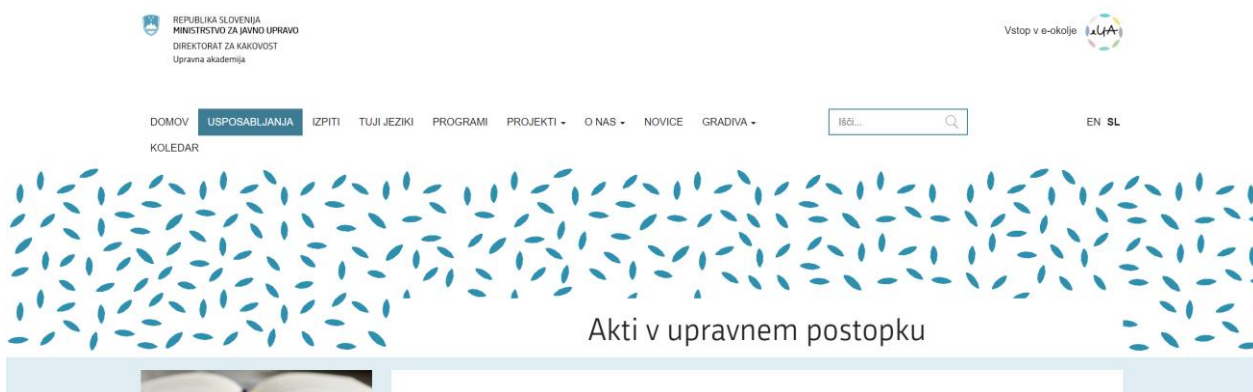 REPUBLIKA SLOVENIJA
MINISTRSTVO ZA JAVNO UPRAVO
DIREKTORAT ZA KAKOVOST
Upravna akademija
Vstop v e-okolje
DOMOV USPOSABLJANJA IZPITI TUJI JEZIKI PROGRAMI PROJEKTI O NAS NOVICE GRADIVA Išči... EN SL
KOLEDAR
Akti v upravnem postopku